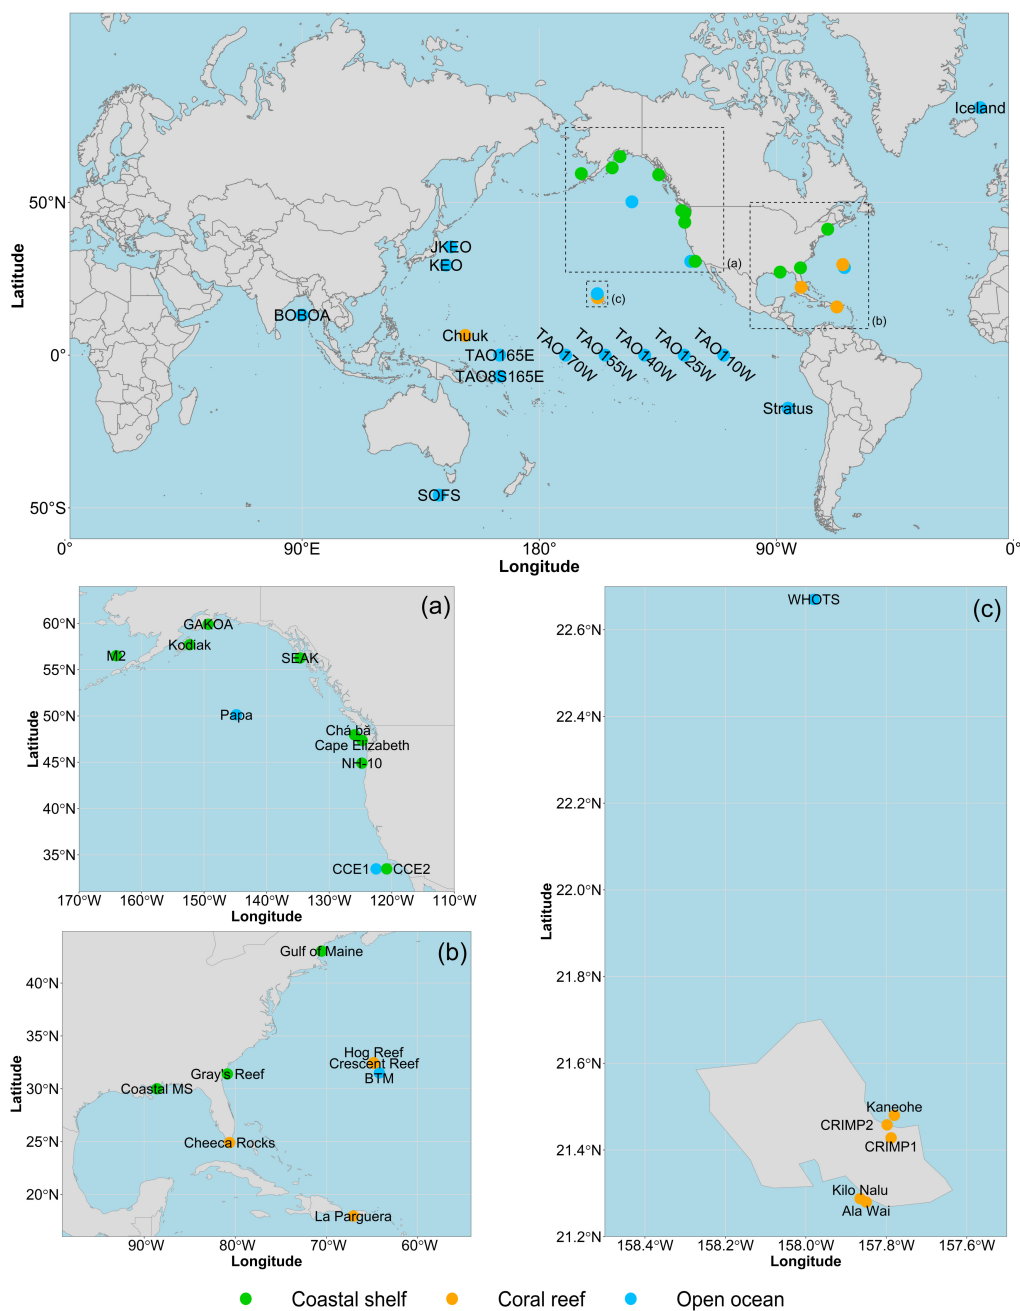 Iceland
50°N
(a)
JKEO
KEO
(c)
(b)
BOBOA
Chuuk
0°
TAO165E
TAO170W
TAO155W
TAO140W
TAO125W
TAO110W
TAO8S165E
Stratus
SOFS
50°S
0°
90°E
180°
90°W
0°
Longitude
Latitude
(a)
60°N
GAKOA
Kodiak
M2
SEAK
55°N
50°N
Papa
Chá bă
Cape Elizabeth
45°N
NH-10
40°N
35°N
CCE1
CCE2
170°W
160°W
150°W
140°W
130°W
120°W
110°W
Longitude
Latitude
(b)
Gulf of Maine
40°N
35°N
Hog Reef
Crescent Reef
BTM
Gray's Reef
Coastal MS
30°N
Cheeca Rocks
25°N
20°N
La Parguera
90°W
80°W
70°W
60°W
Longitude
Latitude
(c)
WHOTS
22.6°N
22.4°N
22.2°N
22.0°N
21.8°N
21.6°N
Kaneohe
CRIMP2
CRIMP1
21.4°N
Kilo Nalu
Ala Wai
21.2°N
158.4°W
158.2°W
158.0°W
157.8°W
157.6°W
Longitude
Latitude
Coastal shelf
Coral reef
Open ocean